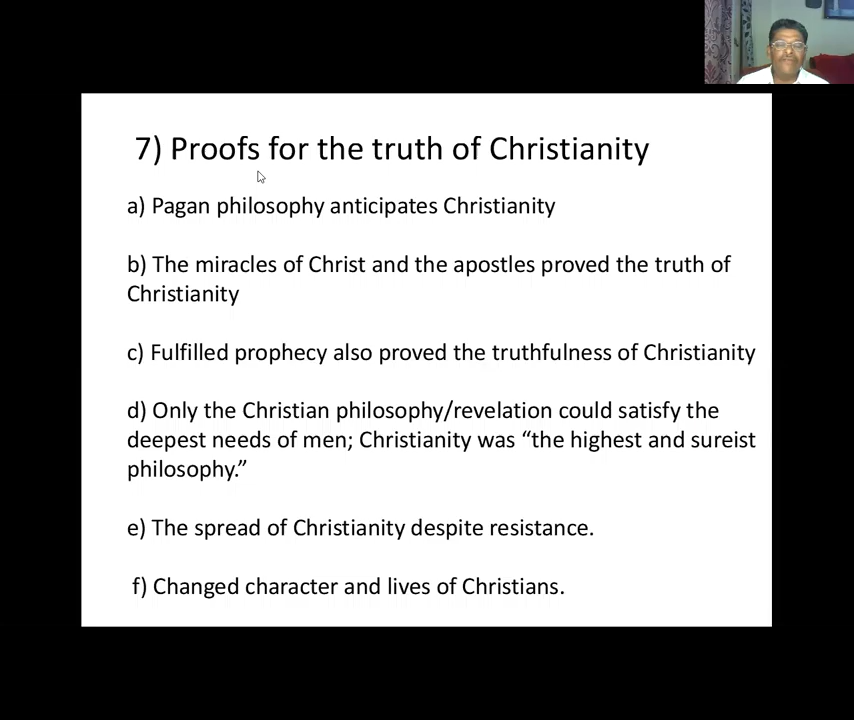 7) Proofs for the truth of Christianity
a) Pagan philosophy anticipates Christianity
b) The miracles of Christ and the apostles proved the truth of
Christianity
c) Fulfilled prophecy also proved the truthfulness of Christianity
d) Only the Christian philosophy/revelation could satisfy the
deepest needs of men; Christianity was “the highest and sureist
philosophy.”
e) The spread of Christianity despite resistance.
f) Changed character and lives of Christians.